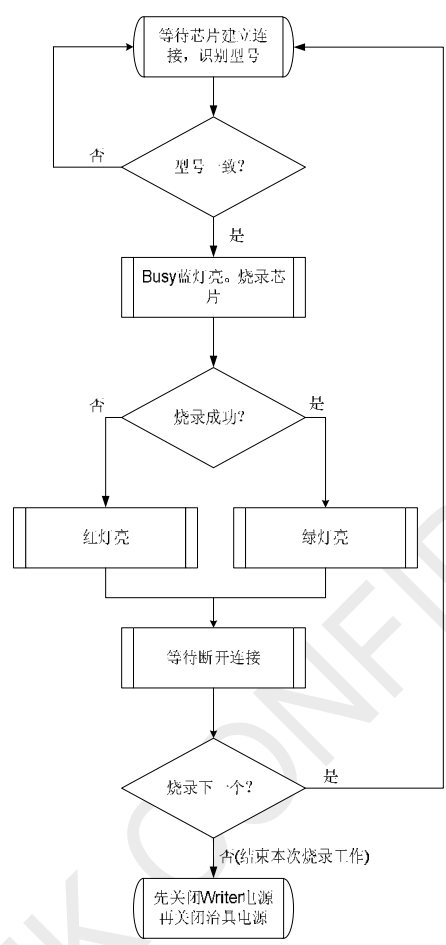 等待芯片建立连
接，识别型号
否
型号一致?
是
Busy蓝灯亮。烧录芯
片
否
烧录成功?
是
红灯亮
绿灯亮
等待断开连接
烧录下一个?
是
否(结束本次烧录工作)
先关闭Writer电源
再关闭治具电源